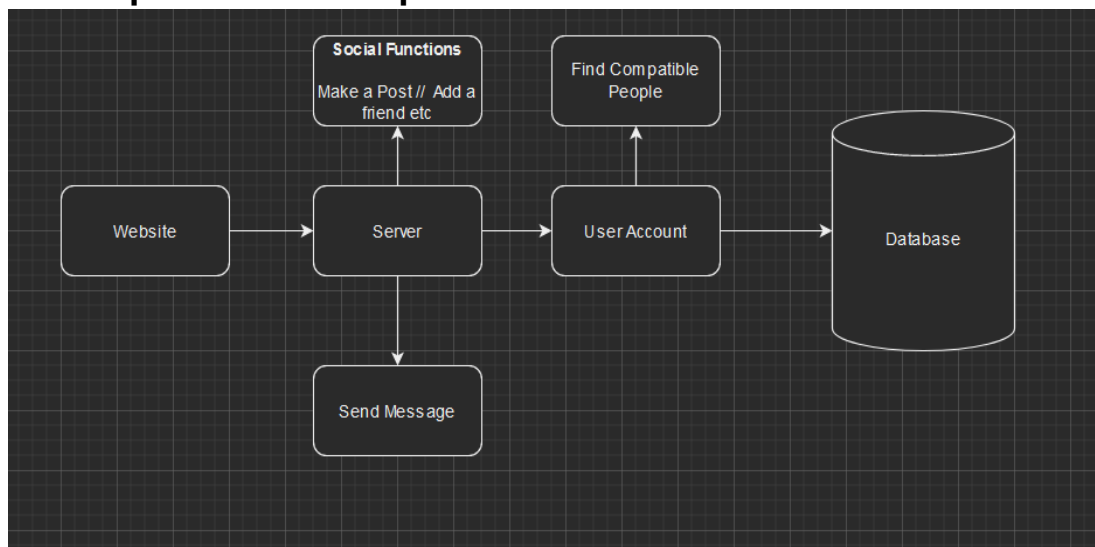 Social Functions
Make a Post // Add a
friend etc
Find Compatible
People
Website
Server
User Account
Database
Send Message